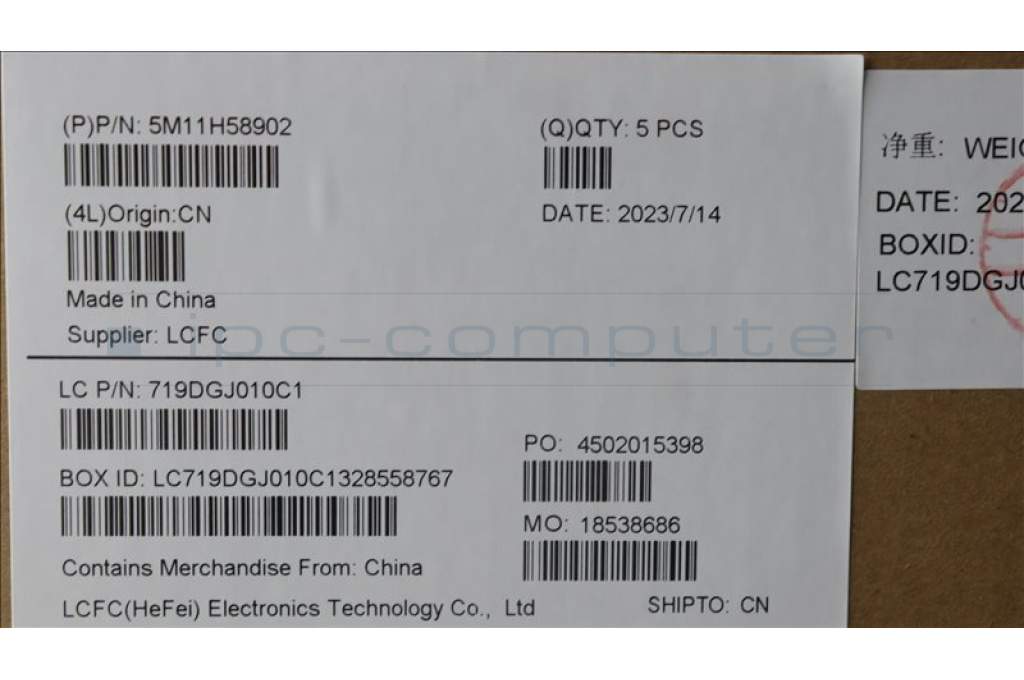 (P)P/N: 5M11H58902
(Q)QTY: 5 PCS
(4L)Origin:CN
DATE: 2023/7/14
Made in China
Supplier: LCFC
ipc-computer
LC P/N: 719DGJ010C1
PO: 4502015398
BOX ID: LC719DGJ010C1328558767
MO: 18538686
Contains Merchandise From: China
LCFC(HeFei) Electronics Technology Co., Ltd
SHIPTO: CN
净重:
DATE: 202
BOXID:
LC719DGJ0